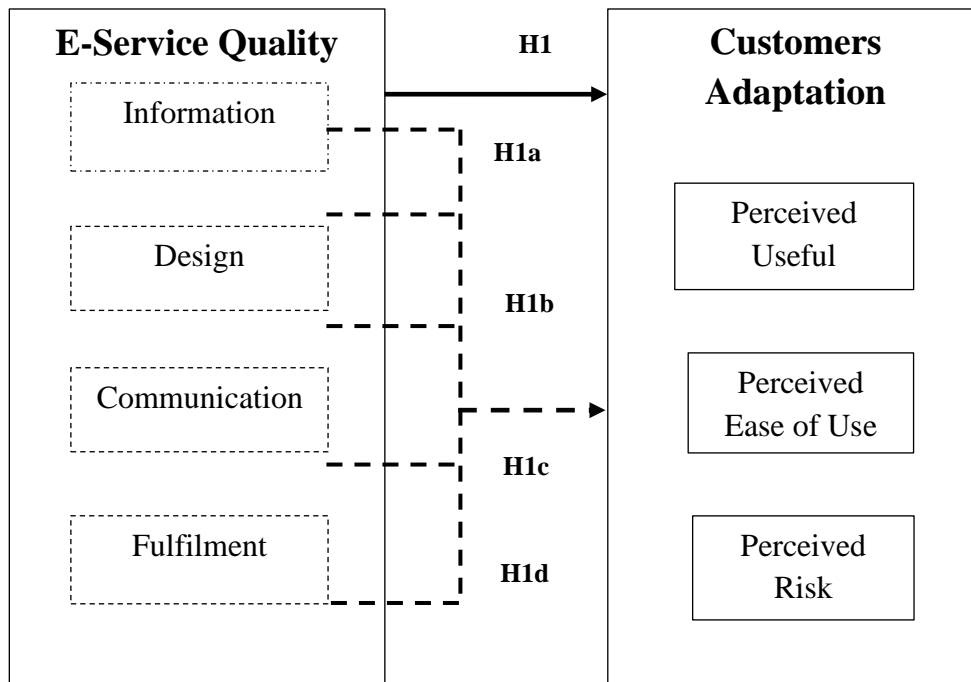 E-Service Quality
Information
Design
Communication
Fulfilment
H1
H1a
H1b
H1c
H1d
Customers
Adaptation
Perceived
Useful
Perceived
Ease of Use
Perceived
Risk